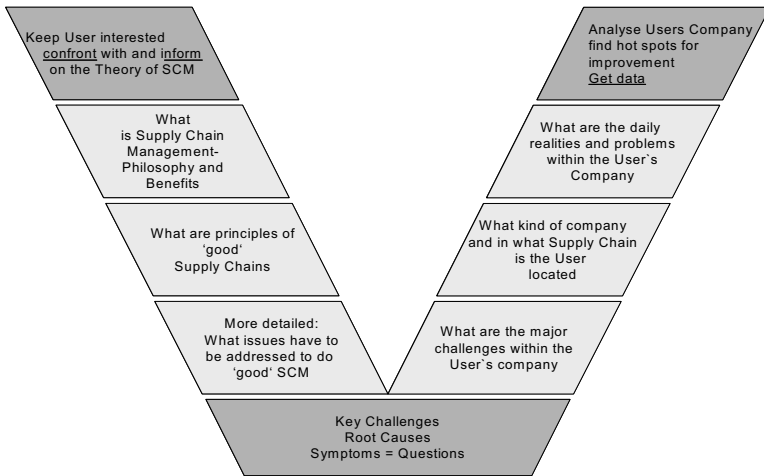 Keep User interested
confront with and inform
on the Theory of SCM
What
is Supply Chain
Management-
Philosophy and
Benefits
What are principles of
‘good‘
Supply Chains
More detailed:
What issues have to
be addressed to do
‘good‘ SCM
Analyse Users Company
find hot spots for
improvement
Get data
What are the daily
realities and problems
within the User`s
Company
What kind of company
and in what Supply Chain
is the User
located
What are the major
challenges within the
User`s company
Key Challenges
Root Causes
Symptoms = Questions